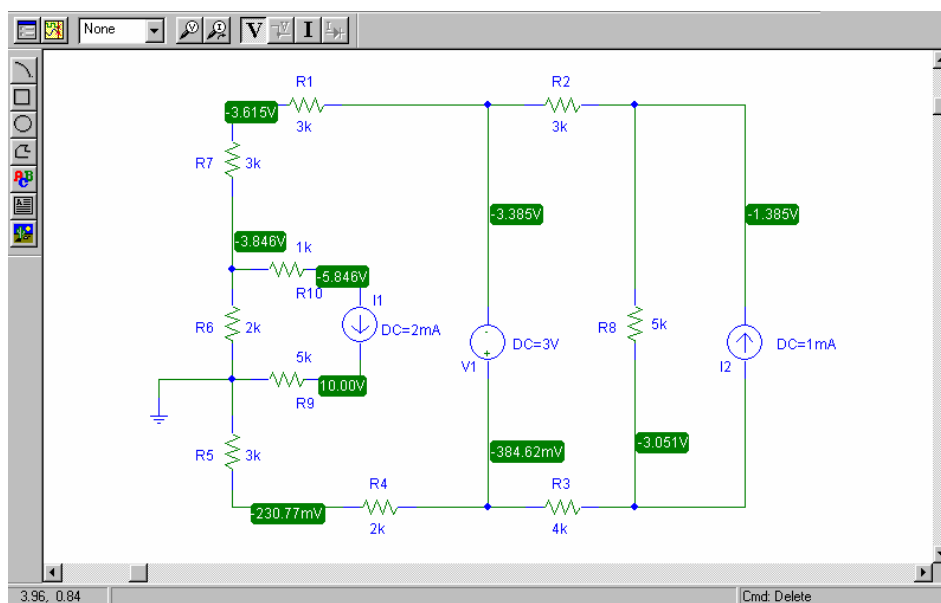 None
V
I
R1
R2
-3.615V
3k
3k
R7
3k
-3.385V
-1.385V
-3.846V
1k
-5.846V
R10
I1
R6
2k
DC=2mA
-
+
V1
DC=3V
R8
5k
I2
DC=1mA
5k
10.00V
R9
R5
3k
-384.62mV
-3.051V
R4
R3
-230.77mV
2k
4k
3.96, 0.84
Cmd: Delete